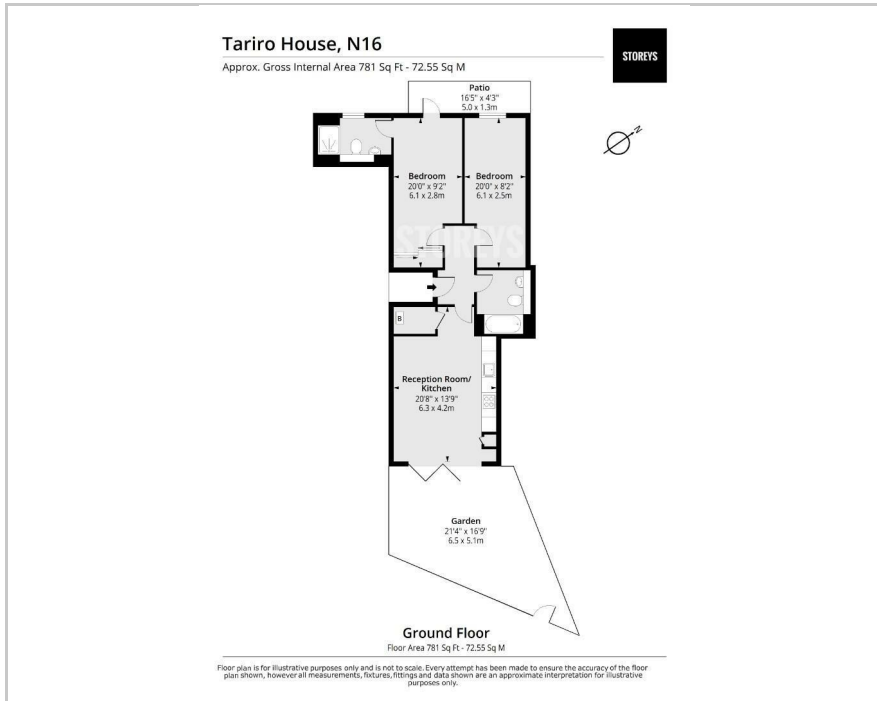 Tariro House, N16
Approx. Gross Internal Area 781 Sq Ft - 72.55 Sq M
STOREYS
Patio
16'5" x 4'3"
5.0 x 1.3m
N
Bedroom
20'0" x 9'2"
6.1 x 2.8m
Bedroom
20'0" x 8'2"
6.1 x 2.5m
STOREYS
B
Reception Room/
Kitchen
20'8" x 13'9"
6.3 x 4.2m
Garden
21'4" x 16'9"
6.5 x 5.1m
Ground Floor
Floor Area 781 Sq Ft - 72.55 Sq M
Floor plan is for illustrative purposes only and is not to scale. Every attempt has been made to ensure the accuracy of the floor
plan shown, however all measurements, fixtures, fittings and data shown are an approximate interpretation for illustrative
purposes only.